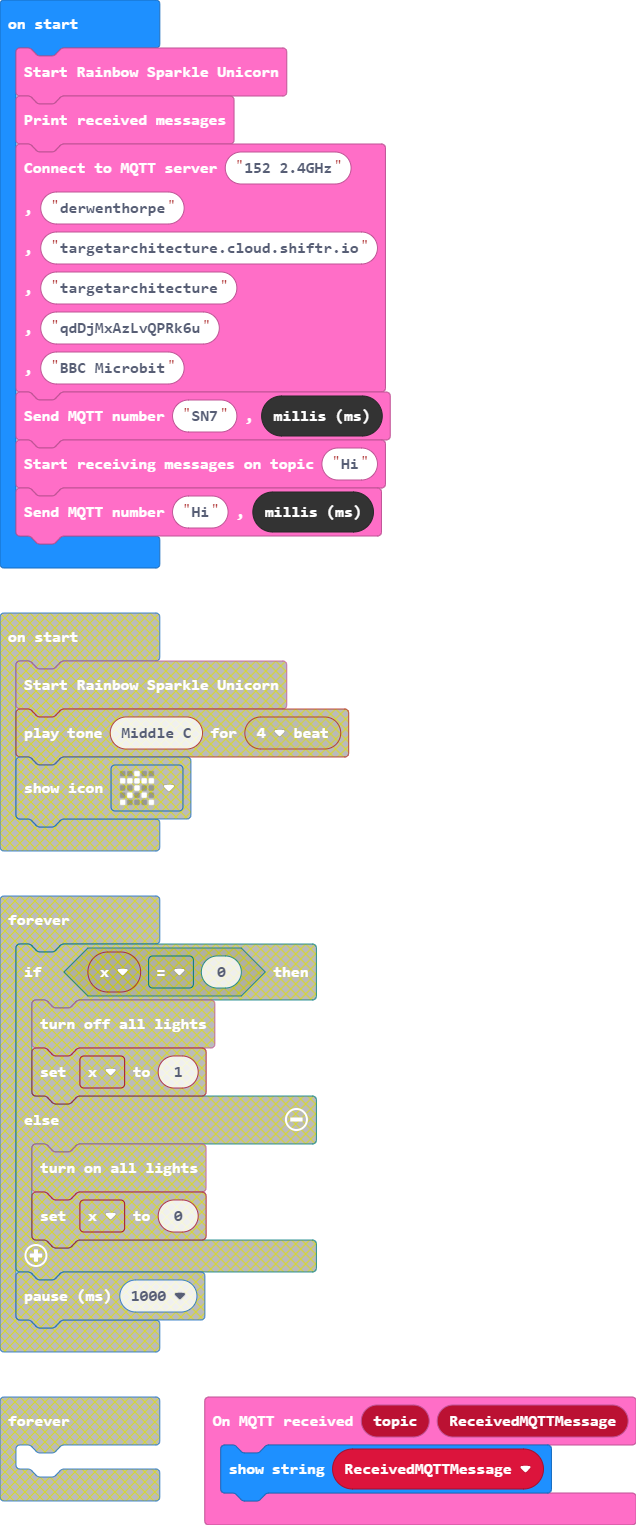 on start
Start Rainbow Sparkle Unicorn
Print received messages
Connect to MQTT server "152 2.4GHz"
, "derwenthorpe"
, "targetarchitecture.cloud.shiftr.io"
, "targetarchitecture"
, "qdDjMxAzLvQPRk6u"
, "BBC Microbit"
Send MQTT number "SN7" , millis (ms)
Start receiving messages on topic "Hi"
Send MQTT number "Hi" , millis (ms)
on start
Start Rainbow Sparkle Unicorn
play tone Middle C for 4 beat
show icon
forever
if x = 0 then
turn off all lights
set x to 1
else
turn on all lights
set x to 0
pause (ms) 1000
forever
On MQTT received topic ReceivedMQTTMessage
show string ReceivedMQTTMessage